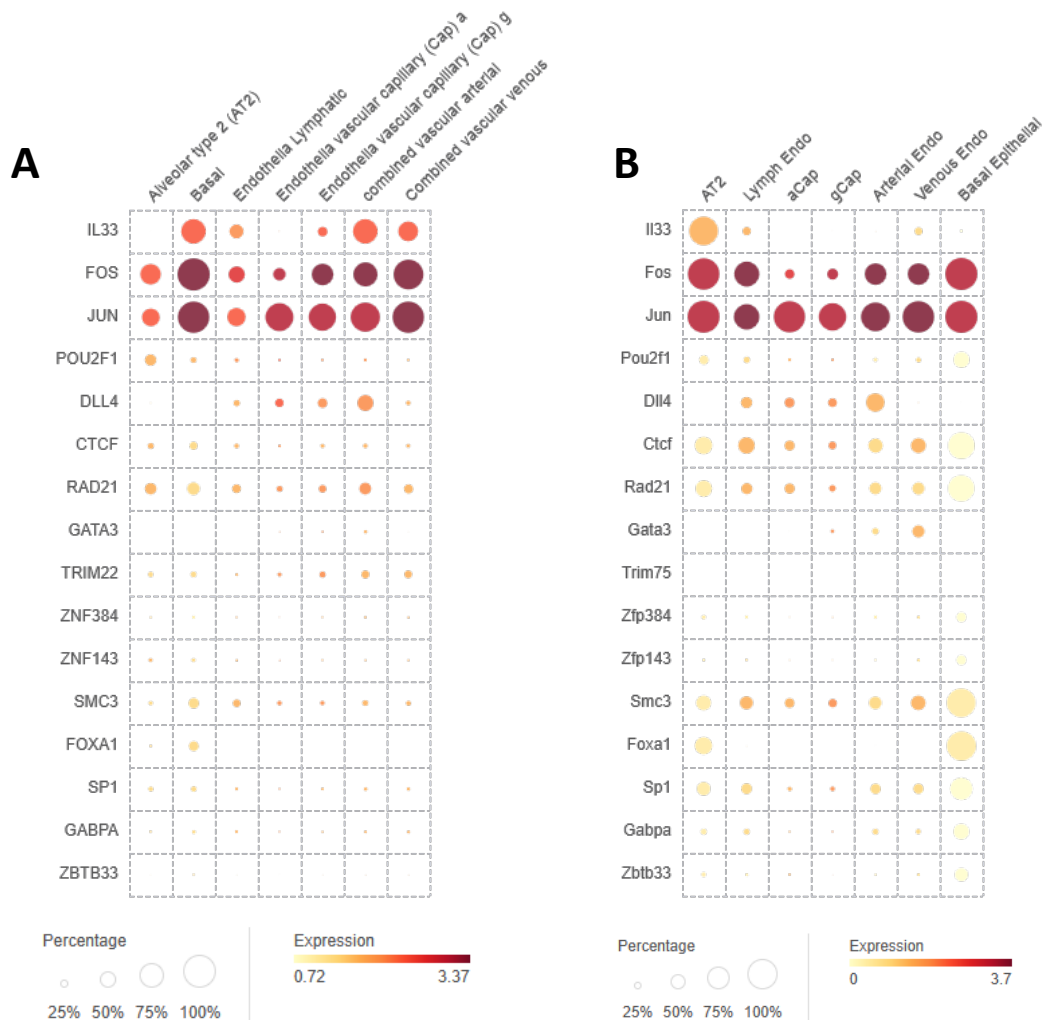 A
Alveolar type 2 (AT2)
Basal
Endothelia Lymphatic
Endothelia vascular capillary (Cap) a
Endothelia vascular capillary (Cap) g
combined vascular arterial
Combined vascular venous
IL33
FOS
JUN
POU2F1
DLL4
CTCF
RAD21
GATA3
TRIM22
ZNF384
ZNF143
SMC3
FOXA1
SP1
GABPA
ZBTB33
Percentage
25% 50% 75% 100%
Expression
0.72 3.37
B
AT2
Lymph Endo
aCap
gCap
Arterial Endo
Venous Endo
Basal Epithelial
Il33
Fos
Jun
Pou2f1
Dll4
Ctcf
Rad21
Gata3
Trim75
Zfp384
Zfp143
Smc3
Foxa1
Sp1
Gabpa
Zbtb33
Percentage
25% 50% 75% 100%
Expression
0 3.7